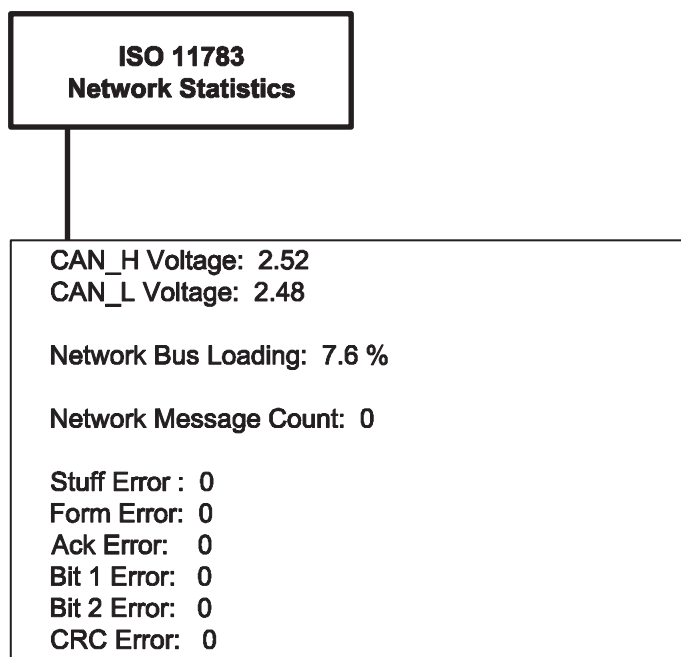 ISO 11783
Network Statistics
CAN_H Voltage: 2.52
CAN_L Voltage: 2.48
Network Bus Loading: 7.6 %
Network Message Count: 0
Stuff Error : 0
Form Error: 0
Ack Error: 0
Bit 1 Error: 0
Bit 2 Error: 0
CRC Error: 0